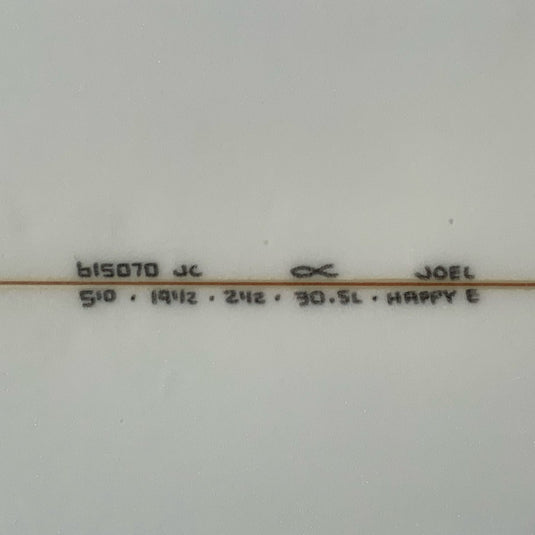 615070 JC JOEL
5'10 · 19 1/2 · 2 1/2 · 30.5L · HAPPY E